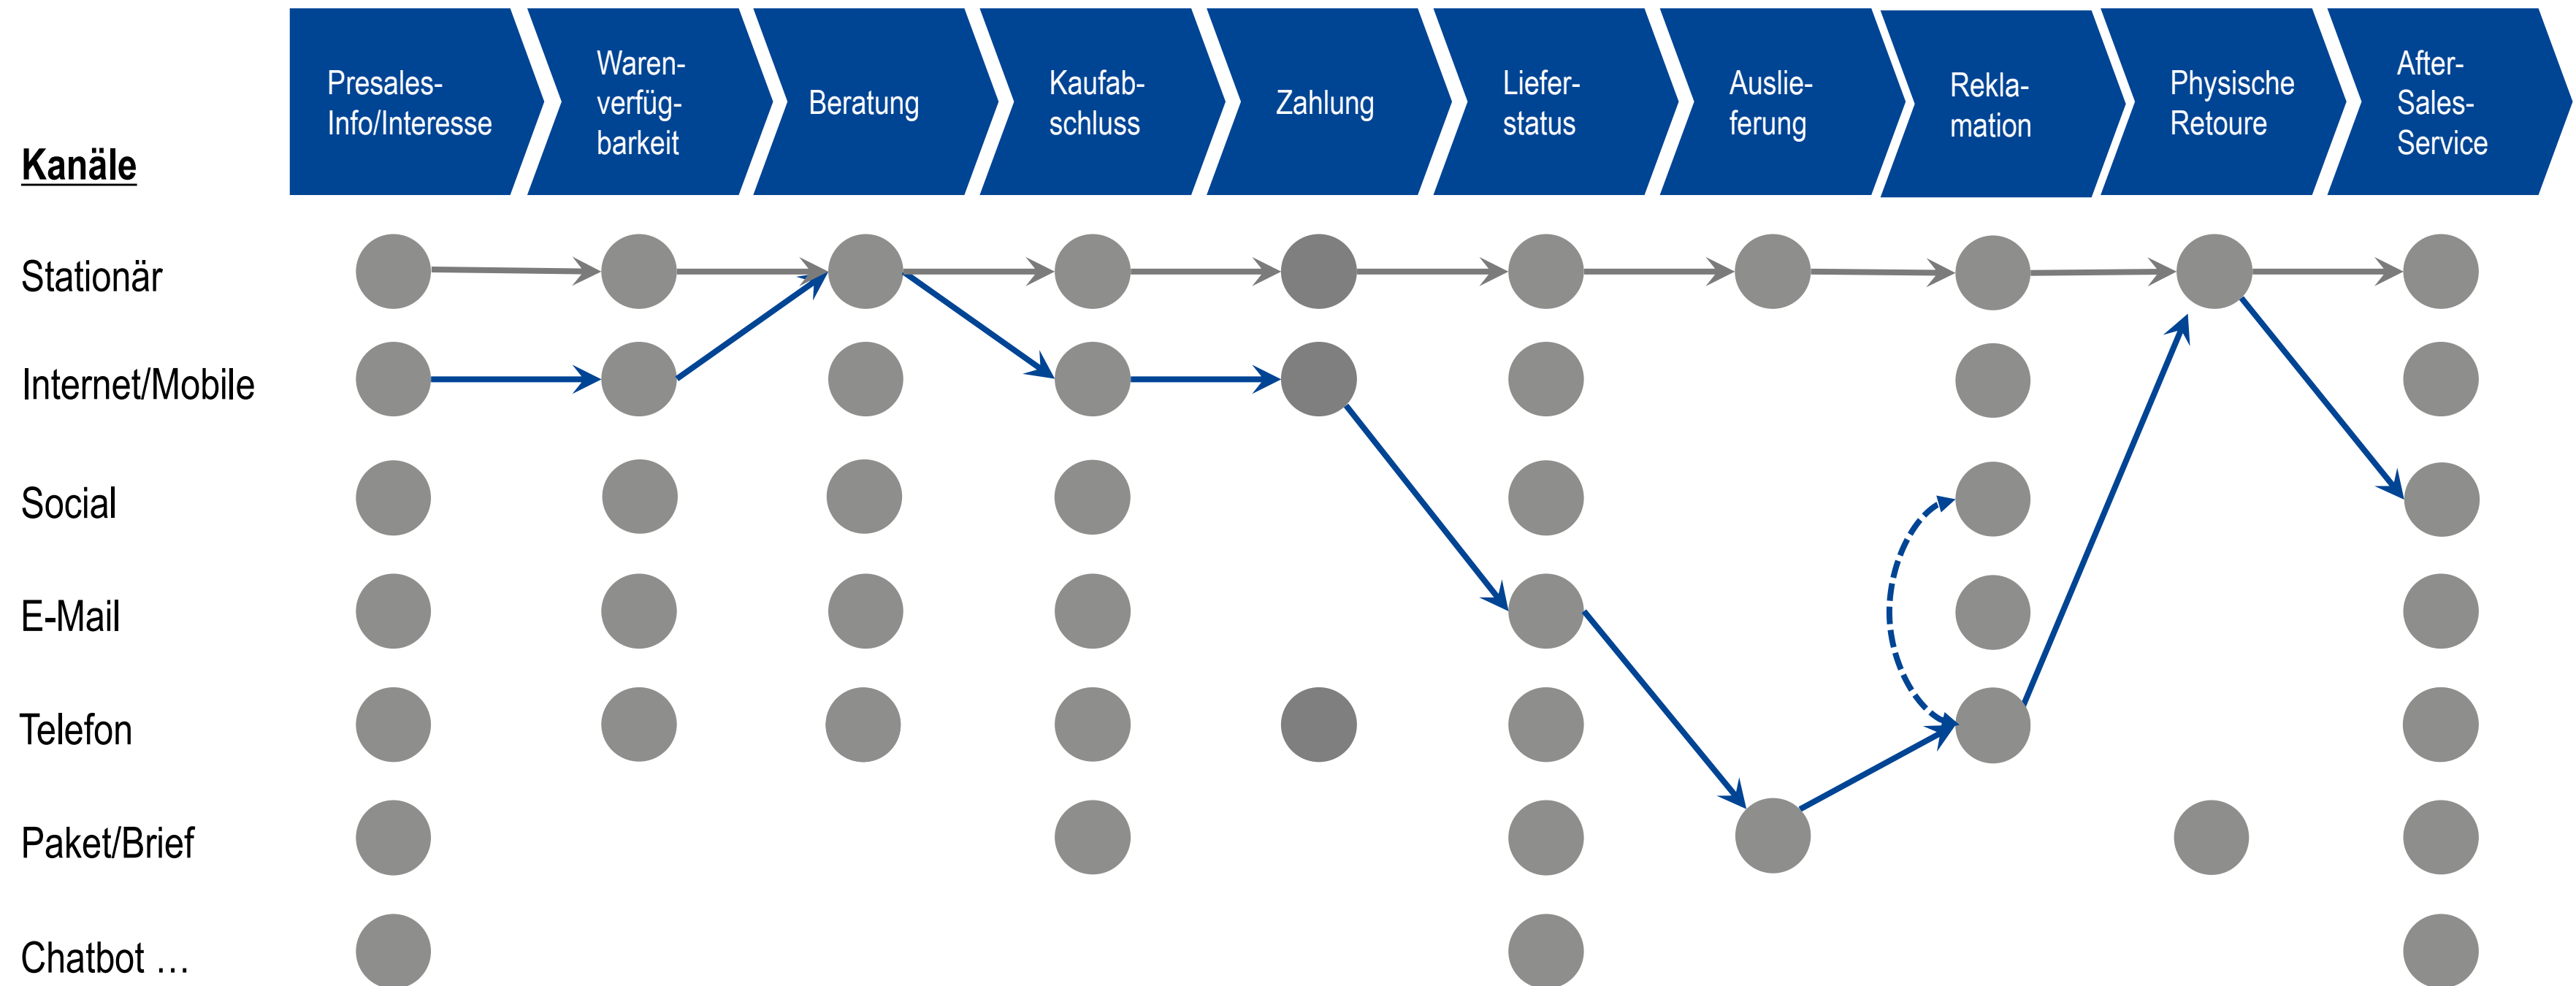 Presales-
Info/Interesse
Waren-
verfüg-
barkeit
Beratung
Kaufab-
schluss
Zahlung
Liefer-
status
Auslie-
ferung
Rekla-
mation
Physische
Retoure
After-
Sales-
Service
Kanäle
Stationär
Internet/Mobile
Social
E-Mail
Telefon
Paket/Brief
Chatbot …